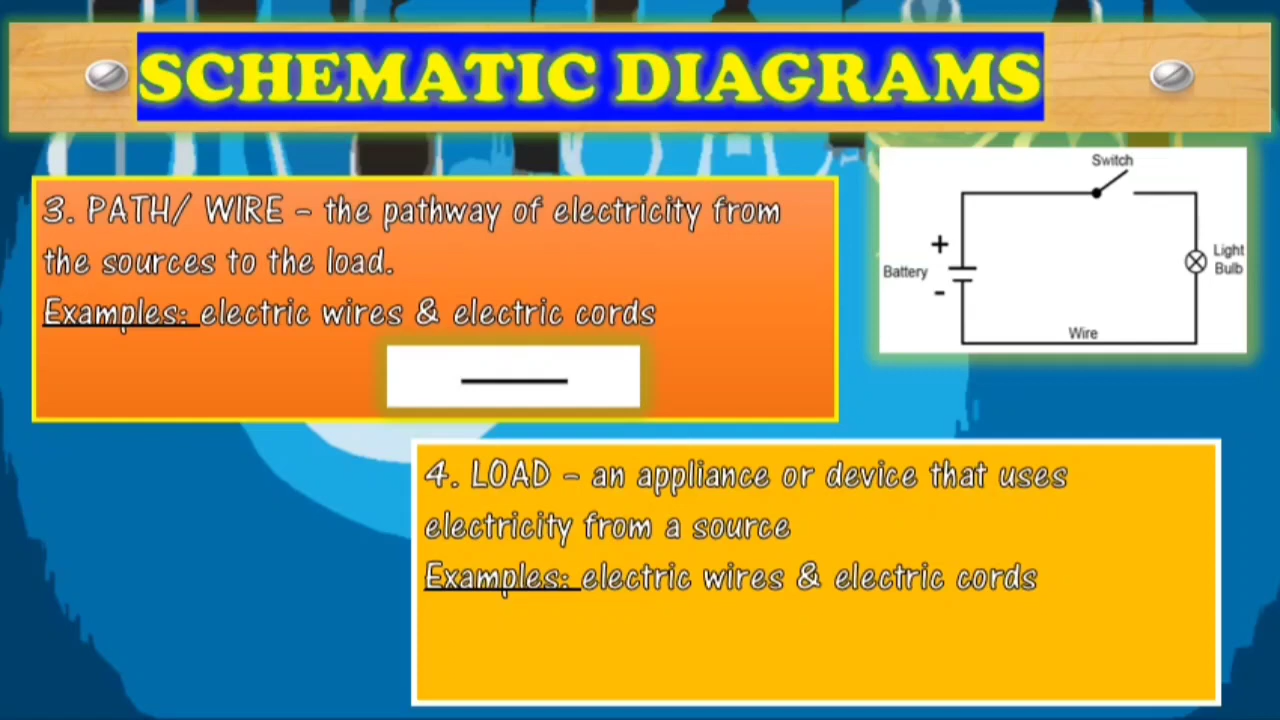 SCHEMATIC DIAGRAMS
3. PATH/ WIRE - the pathway of electricity from
the sources to the load.
Examples: electric wires & electric cords
Switch
+
Battery
-
Light
Bulb
Wire
4. LOAD - an appliance or device that uses
electricity from a source
Examples: electric wires & electric cords